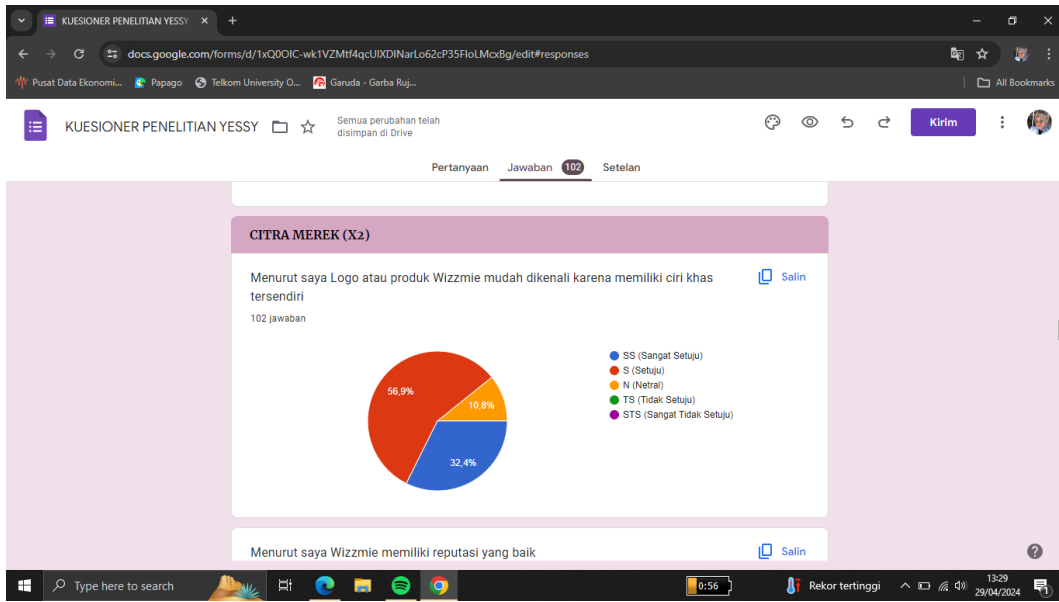 KUESIONER PENELITIAN YESSY
docs.google.com/forms/d/1xQ0OIC-wk1VZMtf4qcUIXDINarLo62cP35FIoLMcxBg/edit#responses
Pusat Data Ekonomi... Papago Telkom University O... Garuda - Garba Ruj... All Bookmarks
KUESIONER PENELITIAN YESSY
Semua perubahan telah
disimpan di Drive
Kirim
Pertanyaan Jawaban 102 Setelan
CITRA MEREK (X2)
Menurut saya Logo atau produk Wizzmie mudah dikenali karena memiliki ciri khas
tersendiri
Salin
102 jawaban
SS (Sangat Setuju)
S (Setuju)
N (Netral)
TS (Tidak Setuju)
STS (Sangat Tidak Setuju)
56,9%
10,8%
32,4%
Menurut saya Wizzmie memiliki reputasi yang baik
Salin
Type here to search
0:56
Rekor tertinggi
13:29
29/04/2024
1